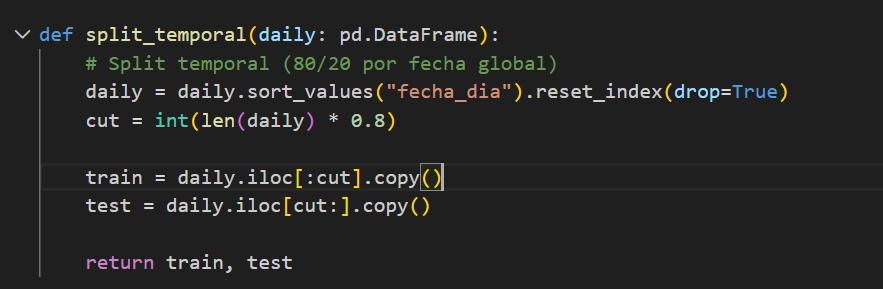 def split_temporal(daily: pd.DataFrame):
    # Split temporal (80/20 por fecha global)
    daily = daily.sort_values("fecha_dia").reset_index(drop=True)
    cut = int(len(daily) * 0.8)

    train = daily.iloc[:cut].copy()
    test = daily.iloc[cut:].copy()

    return train, test